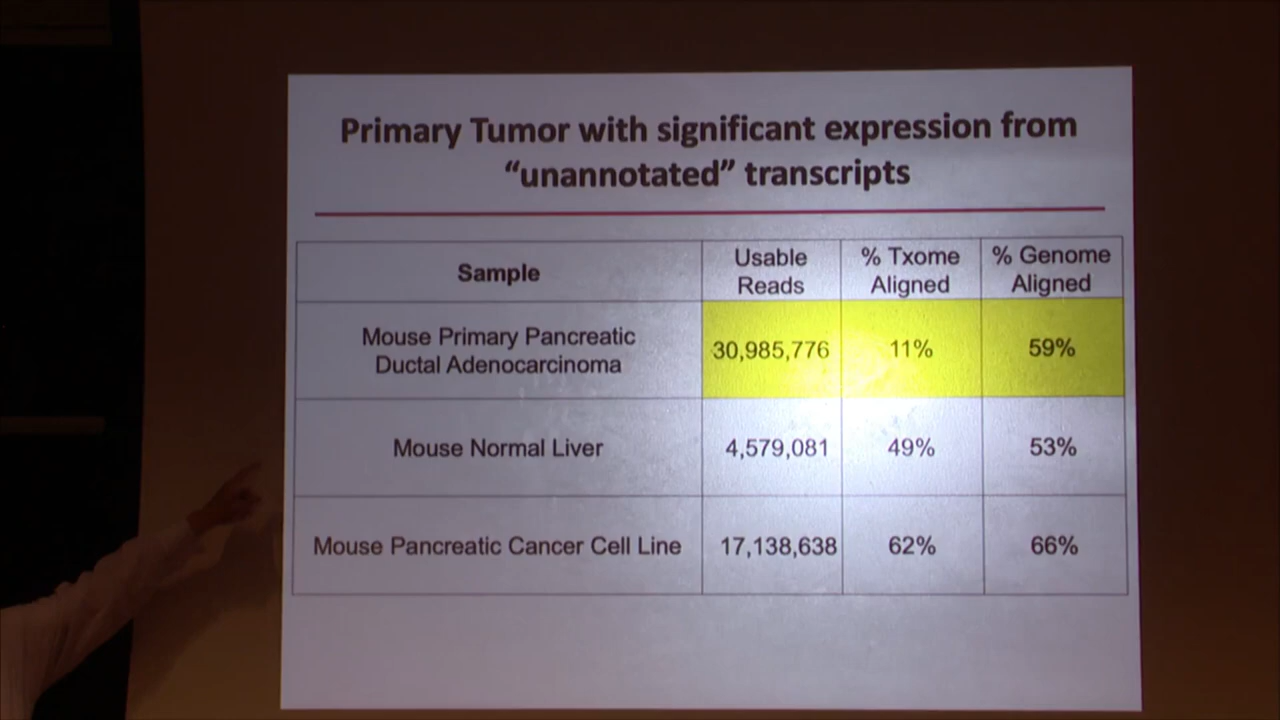 Primary Tumor with significant expression from
“unannotated” transcripts
Sample
Usable
Reads
% Txome
Aligned
% Genome
Aligned
Mouse Primary Pancreatic
Ductal Adenocarcinoma
30,985,776
11%
59%
Mouse Normal Liver
4,579,081
49%
53%
Mouse Pancreatic Cancer Cell Line
17,138,638
62%
66%